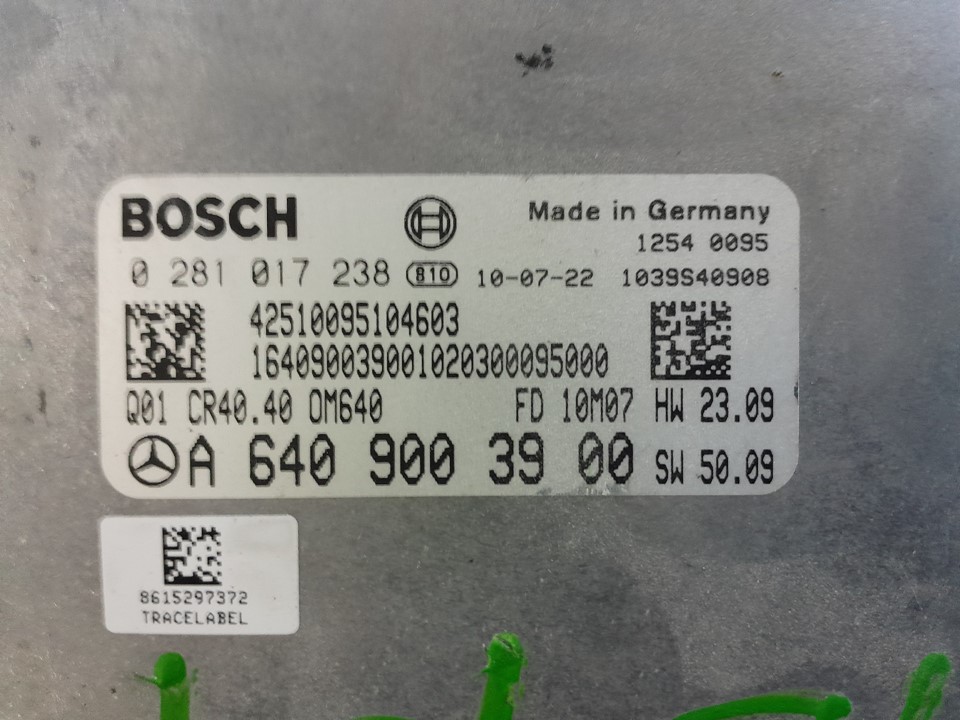 BOSCH
Made in Germany
1254 0095
0 281 017 238 810 10-07-22 1039S40908
42510095104603
1640900390010203000095000
Q01 CR40.40 OM640 FD 10M07 HW 23.09
A 640 900 39 00 SW 50.09
8615297372
TRACELABEL